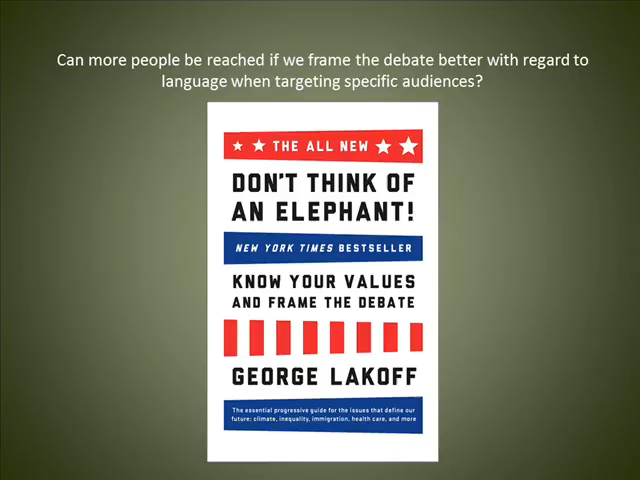 Can more people be reached if we frame the debate better with regard to
language when targeting specific audiences?
THE ALL NEW
DON'T THINK OF
AN ELEPHANT!
NEW YORK TIMES BESTSELLER
KNOW YOUR VALUES
AND FRAME THE DEBATE
GEORGE LAKOFF
The essential progressive guide for the issues that define our
future: climate, inequality, immigration, health care, and more